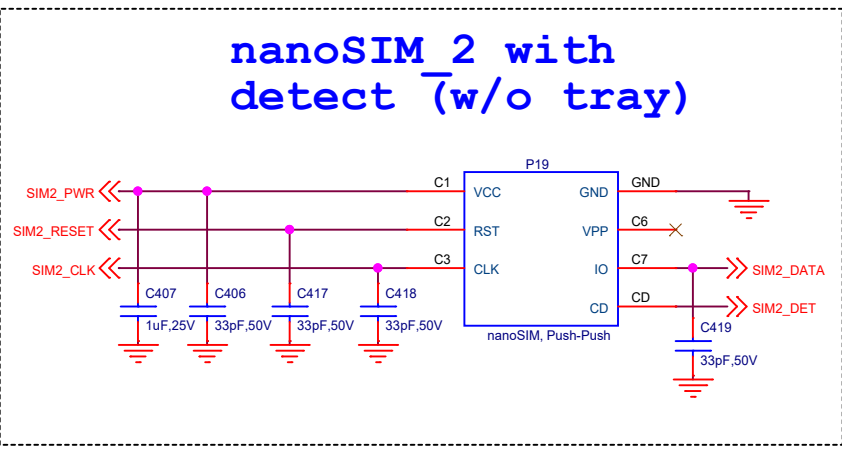 nanoSIM_2 with
detect (w/o tray)
P19
SIM2_PWR C1 VCC GND GND
SIM2_RESET C2 RST VPP C6
SIM2_CLK C3 CLK IO C7 SIM2_DATA
CD CD SIM2_DET
nanoSIM, Push-Push
C407 C406 C417 C418
1uF,25V 33pF,50V 33pF,50V 33pF,50V
C419
33pF,50V